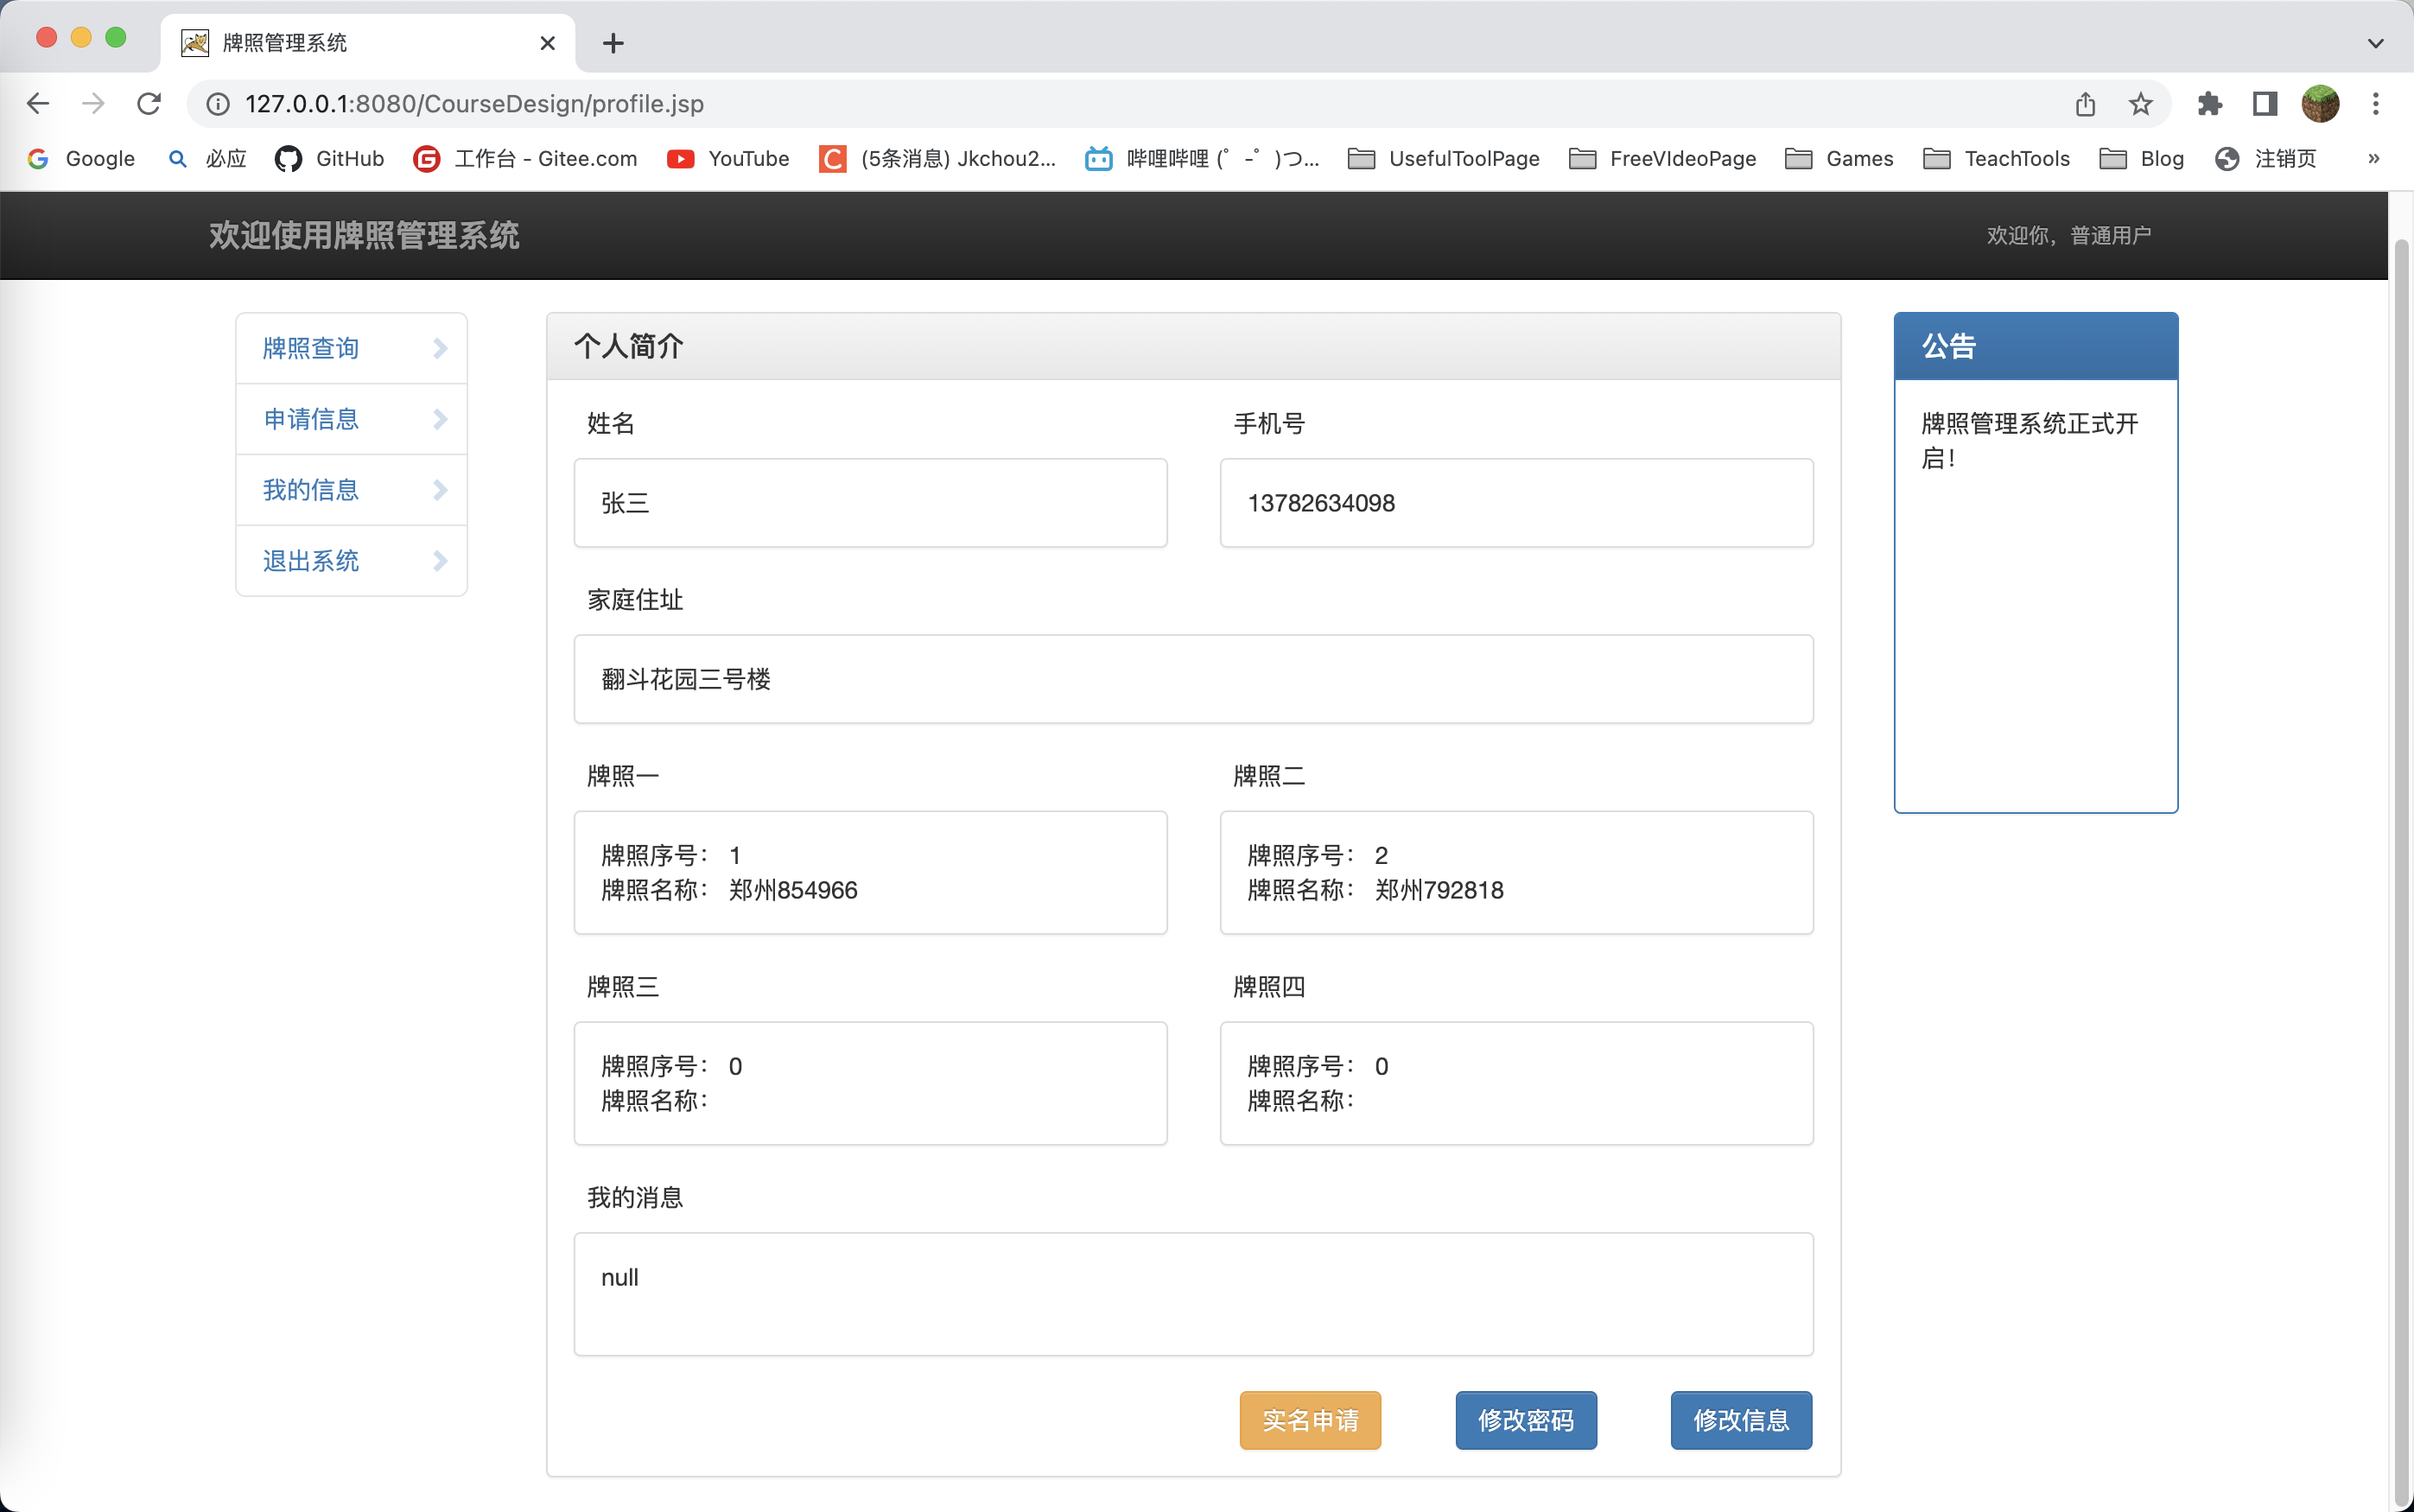 牌照管理系统
127.0.0.1:8080/CourseDesign/profile.jsp
Google 必应 GitHub 工作台 - Gitee.com YouTube (5条消息) Jkchou2... 哔哩哔哩 (゜-゜)つ... UsefulToolPage FreeVIdeoPage Games TeachTools Blog 注销页 »
欢迎使用牌照管理系统 欢迎你，普通用户
牌照查询
申请信息
我的信息
退出系统
个人简介
姓名 手机号
张三 13782634098
家庭住址
翻斗花园三号楼
牌照一 牌照二
牌照序号： 1 牌照序号： 2
牌照名称： 郑州854966 牌照名称： 郑州792818
牌照三 牌照四
牌照序号： 0 牌照序号： 0
牌照名称： 牌照名称：
我的消息
null
实名申请 修改密码 修改信息
公告
牌照管理系统正式开
启！